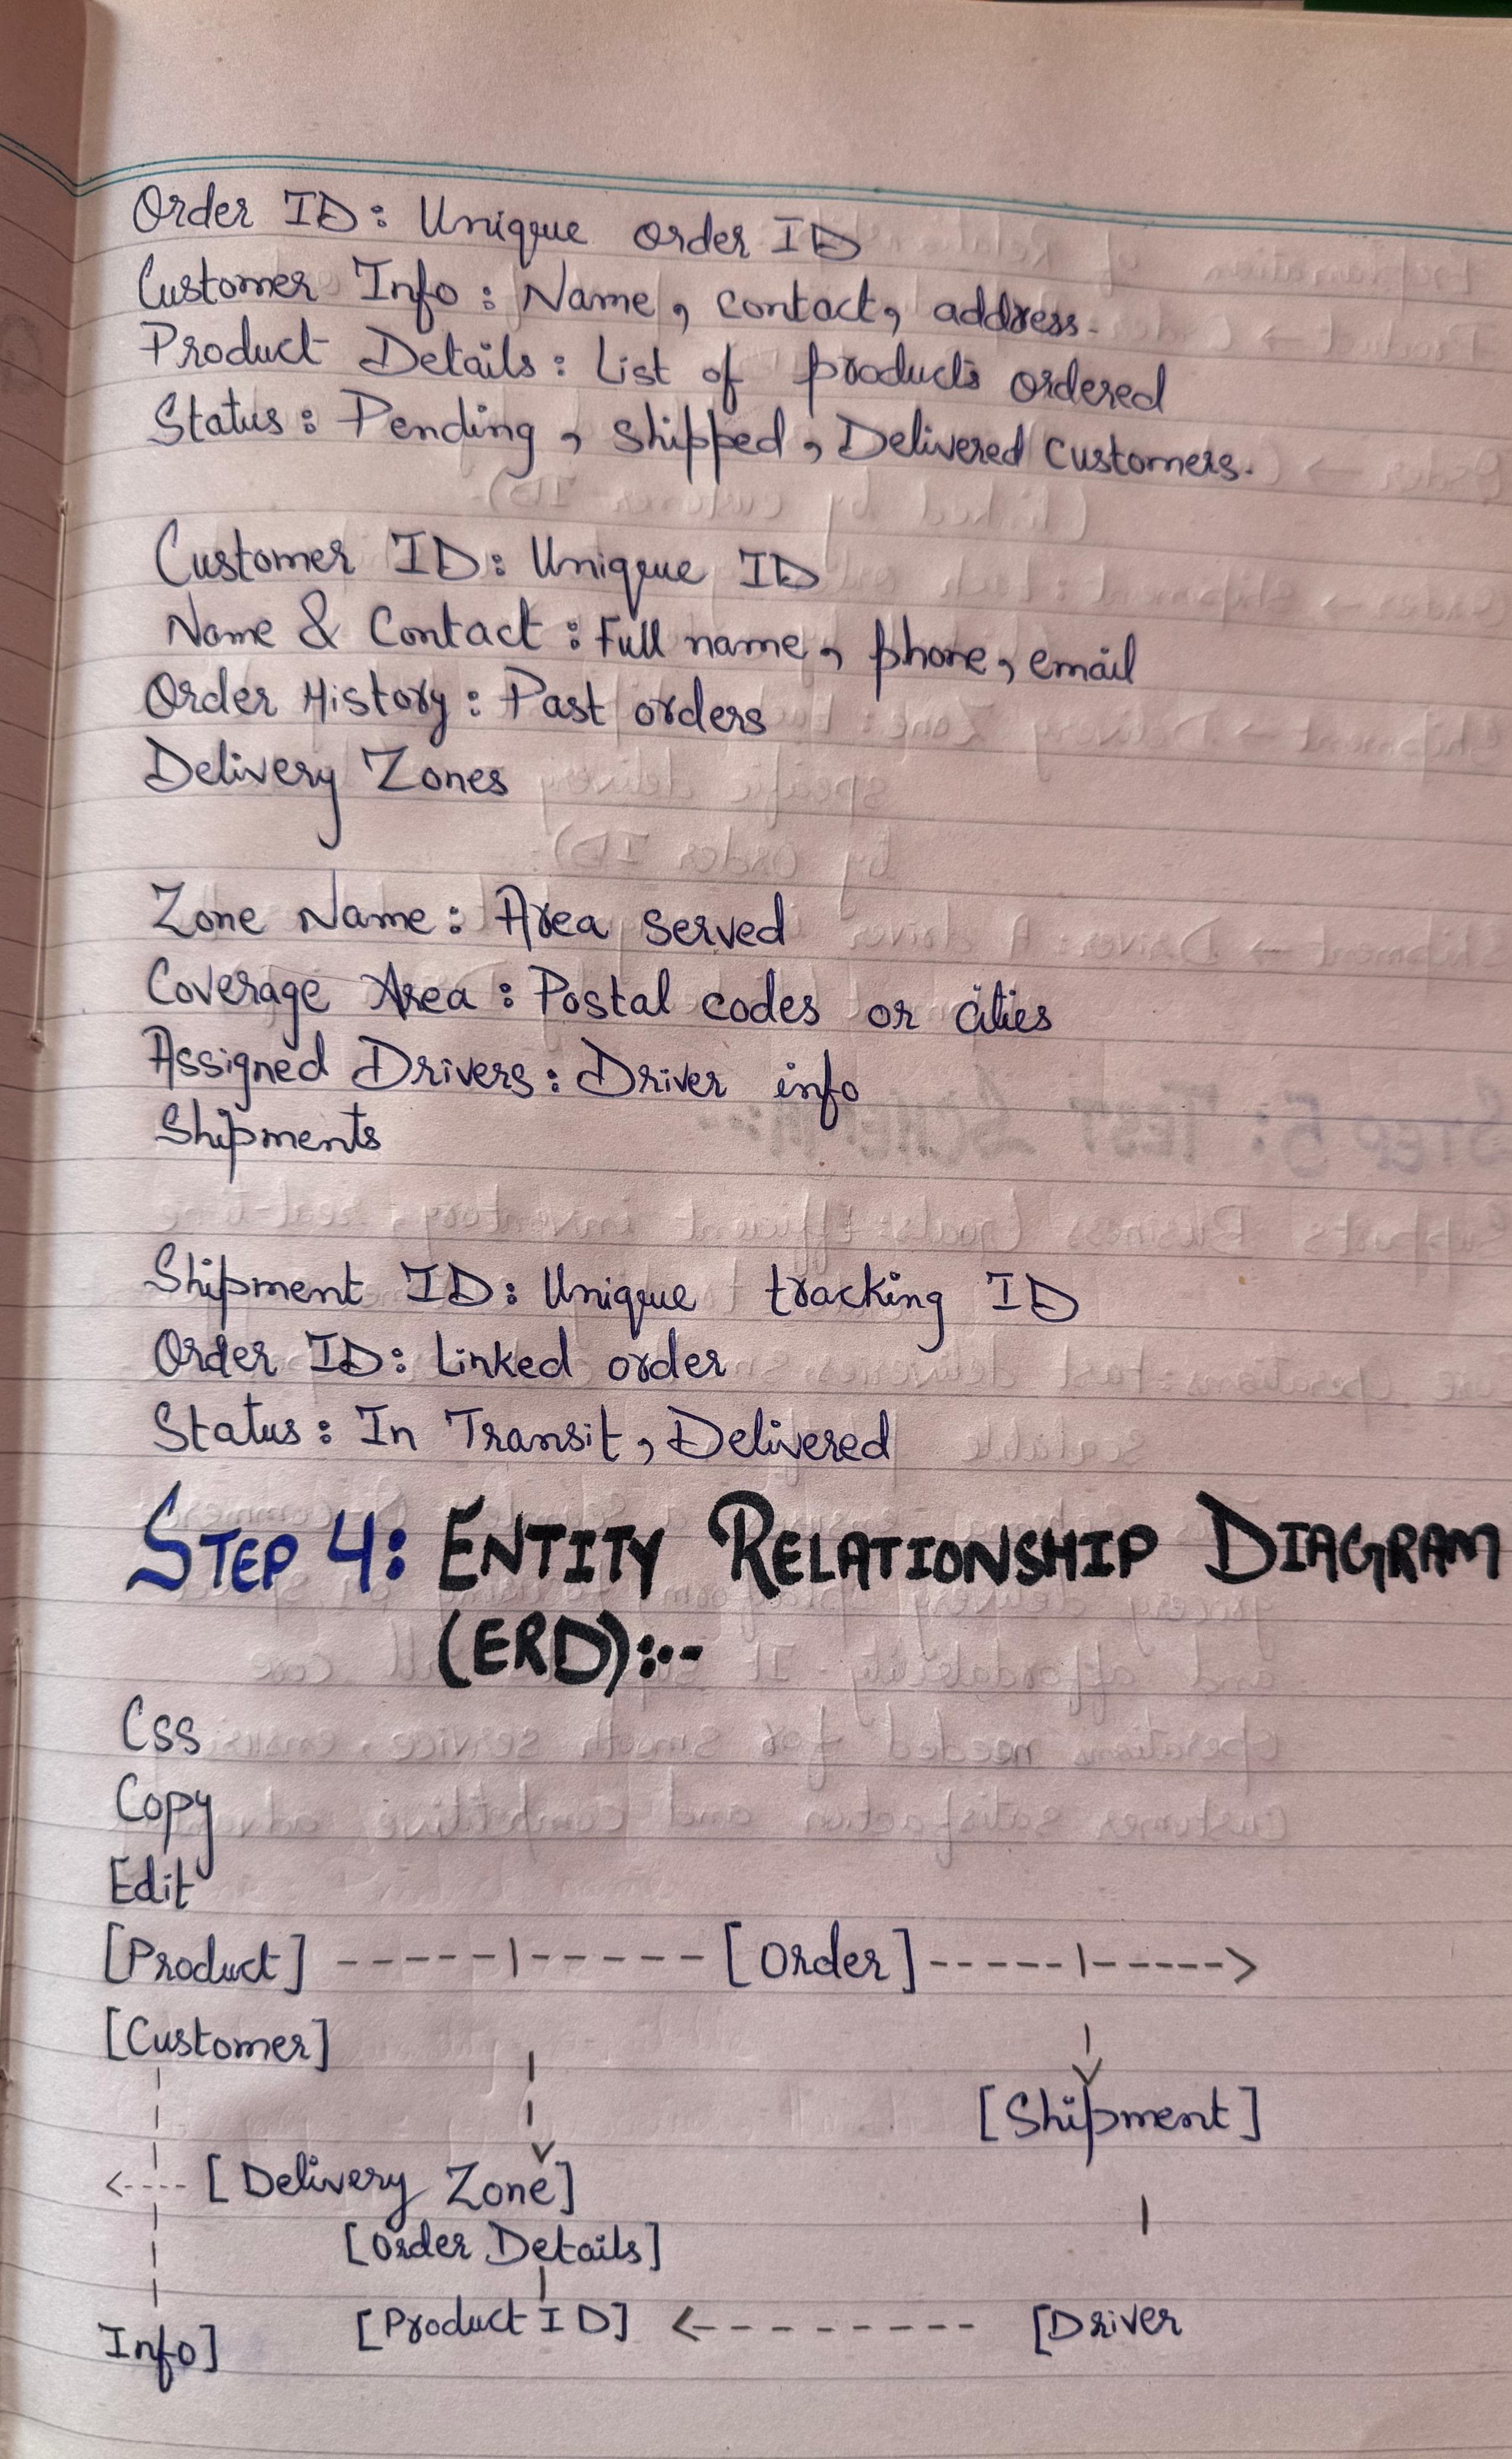 Order ID: Unique order ID
Customer Info: Name, contact, address.
Product Details: List of products ordered
Status: Pending, shipped, Delivered Customers.
Customer ID: Unique ID
Name & Contact: Full name, phone, email
Order History: Past orders
Delivery Zones
Zone Name: Area served
Coverage Area: Postal codes or cities
Assigned Drivers: Driver info
Shipments
Shipment ID: Unique tracking ID
Order ID: Linked order
Status: In Transit, Delivered
STEP 4: ENTITY RELATIONSHIP DIAGRAM
(ERD):-
Css
Copy
Edit
[Product] -----|----- [Order] -----|----->
[Customer]
[Shipment]
<---- [Delivery Zone]
[Order Details]
Info] [Product ID] <--------- [Driver